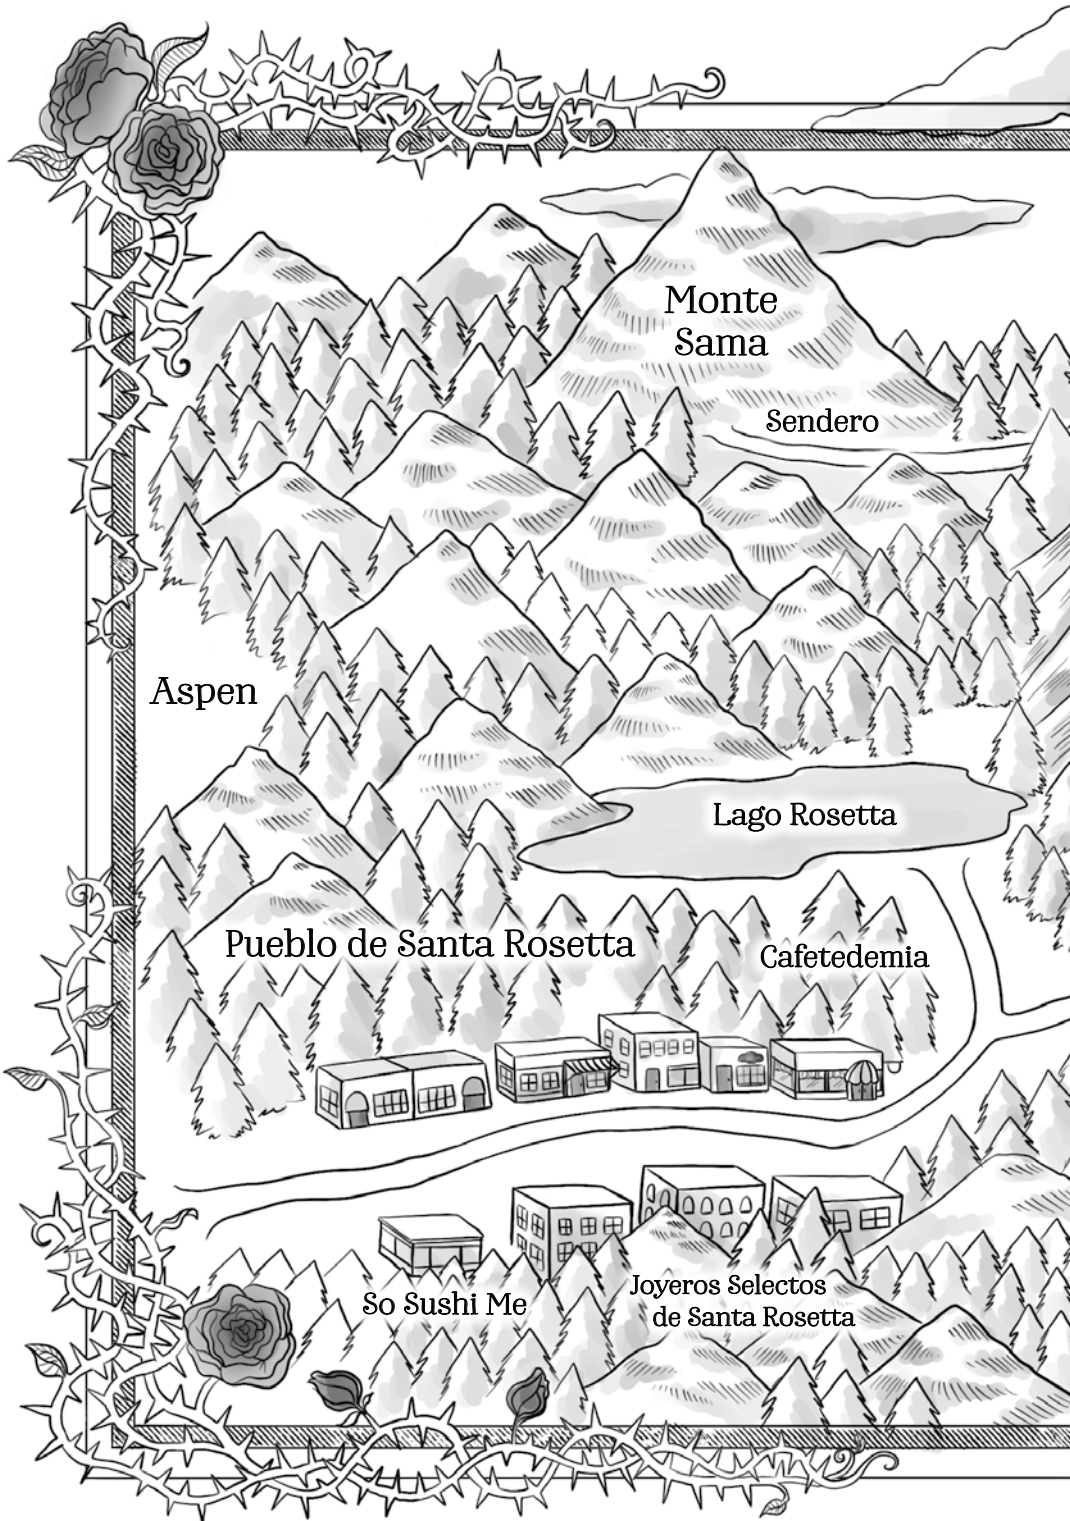 Monte
Sama
Sendero
Aspen
Lago Rosetta
Pueblo de Santa Rosetta
Cafetedemia
So Sushi Me
Joyeros Selectos
de Santa Rosetta